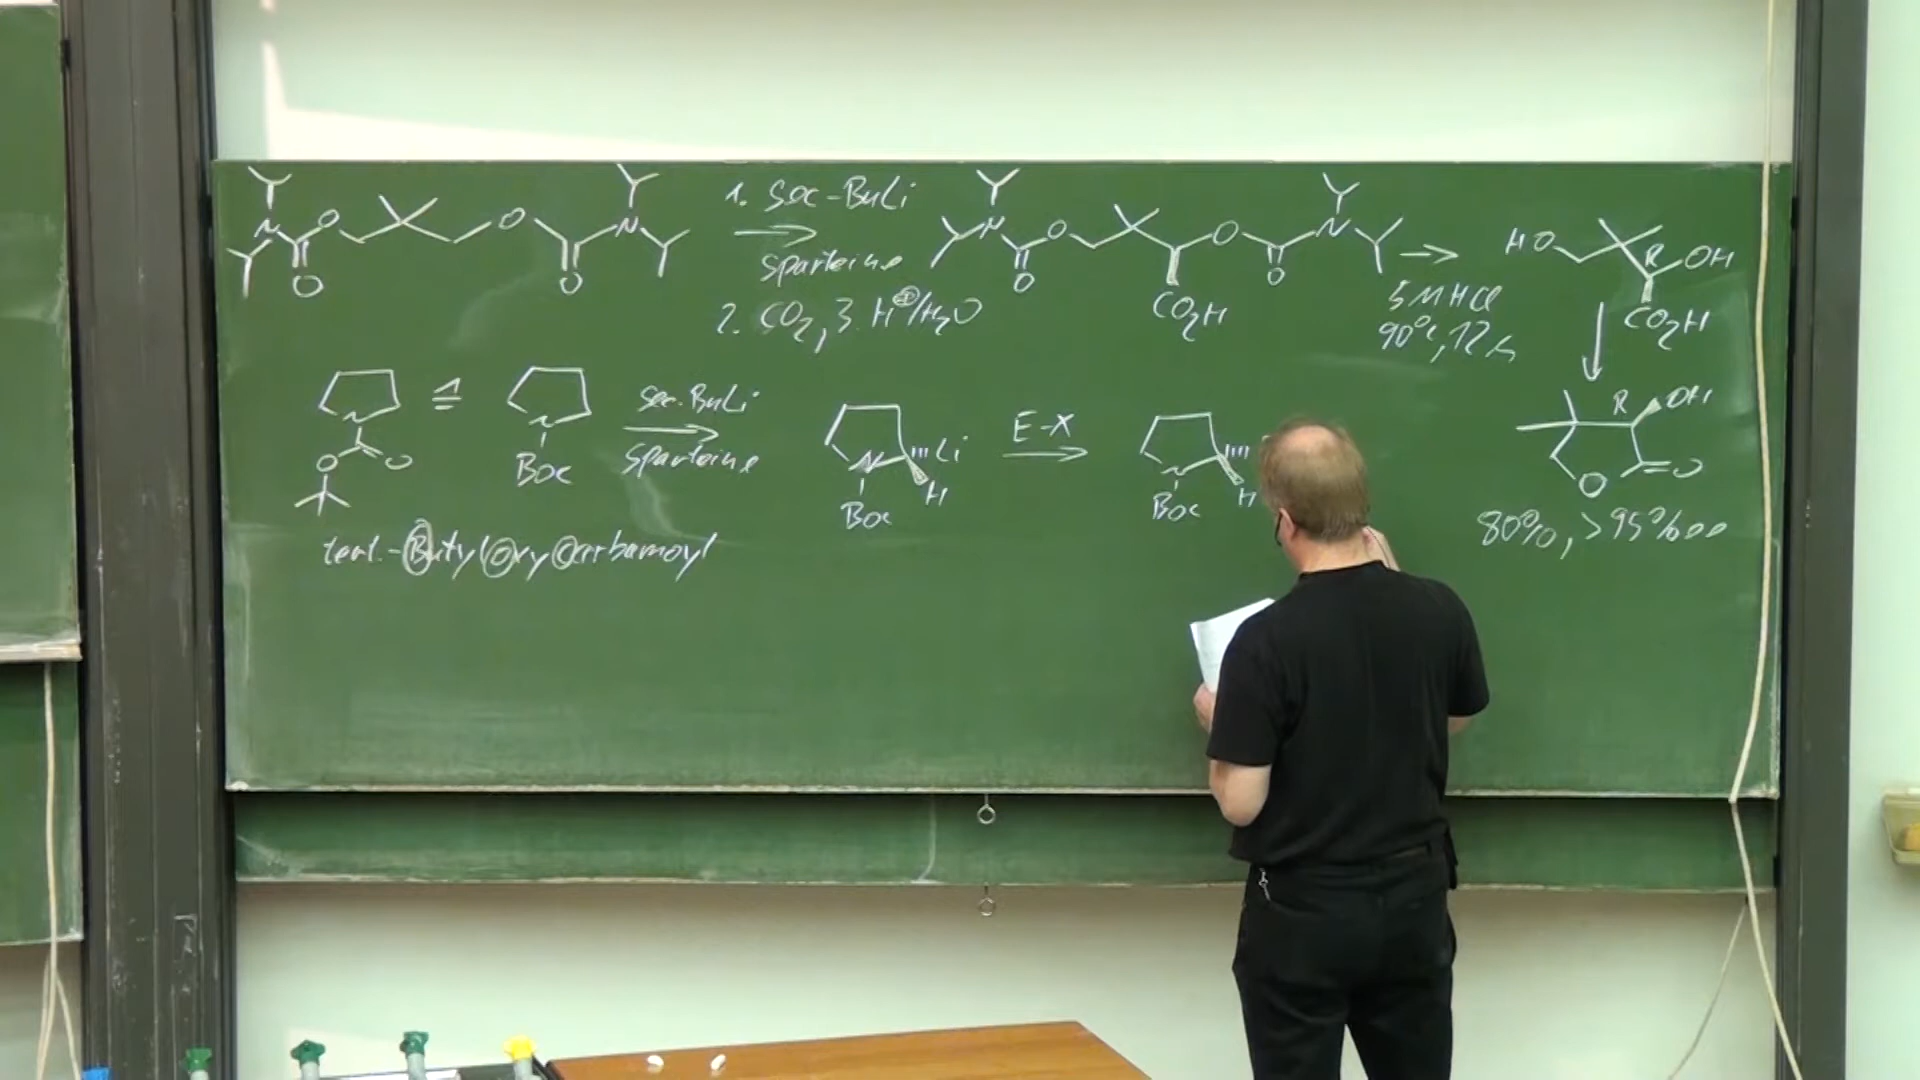 N O O N
O O
1. sec-BuLi
Sparteine
2. CO2, 3. H⊕/H2O
N O O N
O O
CO2H
5 M HCl
90°C, 12 h
HO R OH
CO2H
N
O O
≙
N
Boc
sec. BuLi
Sparteine
N Li
H
Boc
E-X
N
H
Boc
R OH
O O
80%, >95% ee
tert.-ButylOxyCarbamoyl